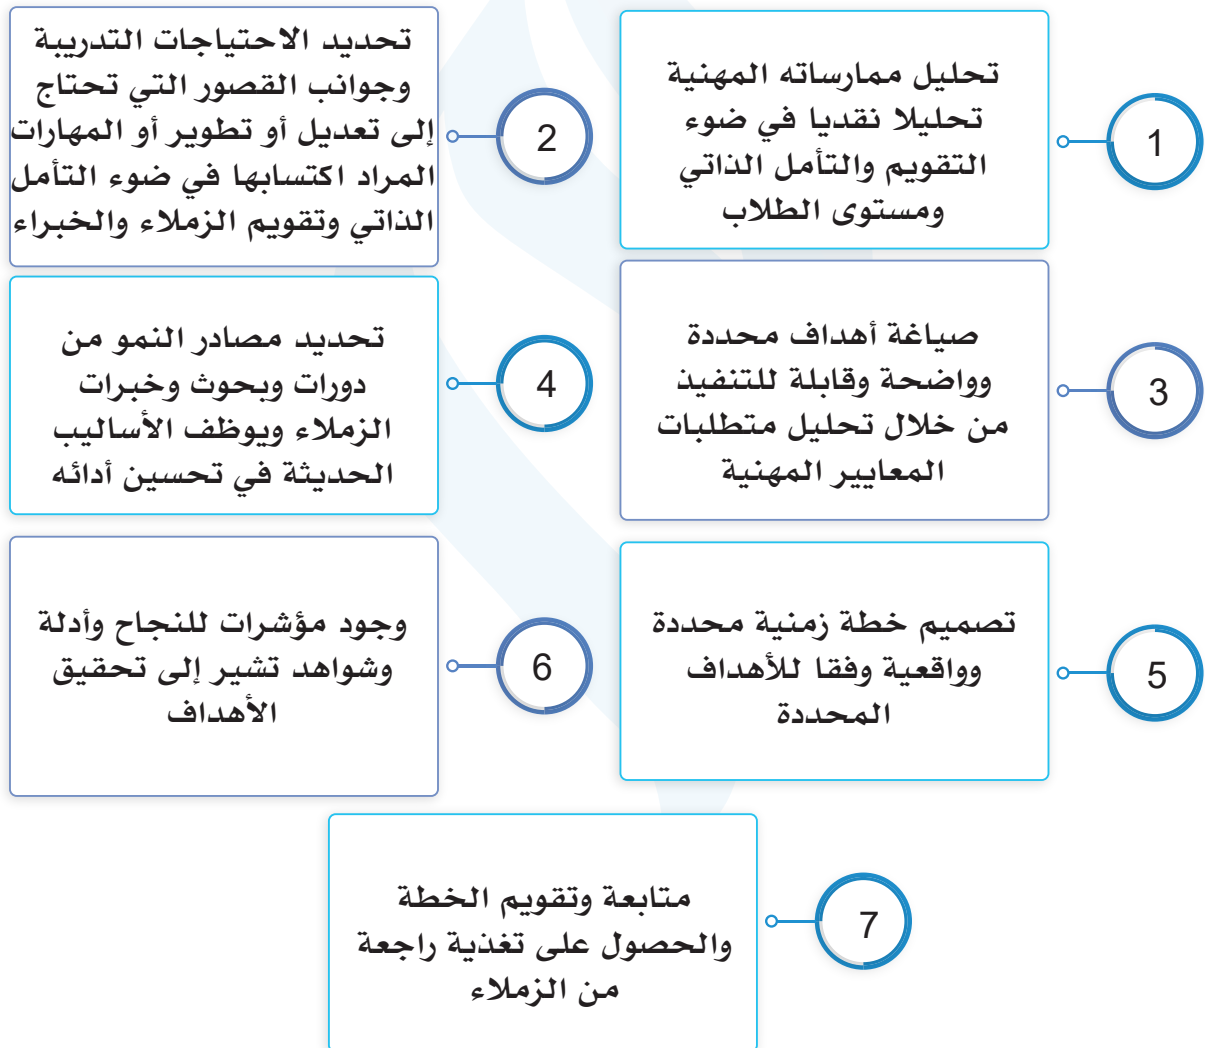 1
تحليل ممارساته المهنية
تحليلا نقديا في ضوء
التقويم والتأمل الذاتي
ومستوى الطلاب
2
تحديد الاحتياجات التدريبة
وجوانب القصور التي تحتاج
إلى تعديل أو تطوير أو المهارات
المراد اكتسابها في ضوء التأمل
الذاتي وتقويم الزملاء والخبراء
3
صياغة أهداف محددة
وواضحة وقابلة للتنفيذ
من خلال تحليل متطلبات
المعايير المهنية
4
تحديد مصادر النمو من
دورات وبحوث وخبرات
الزملاء ويوظف الأساليب
الحديثة في تحسين أدائه
5
تصميم خطة زمنية محددة
وواقعية وفقا للأهداف
المحددة
6
وجود مؤشرات للنجاح وأدلة
وشواهد تشير إلى تحقيق
الأهداف
7
متابعة وتقويم الخطة
والحصول على تغذية راجعة
من الزملاء